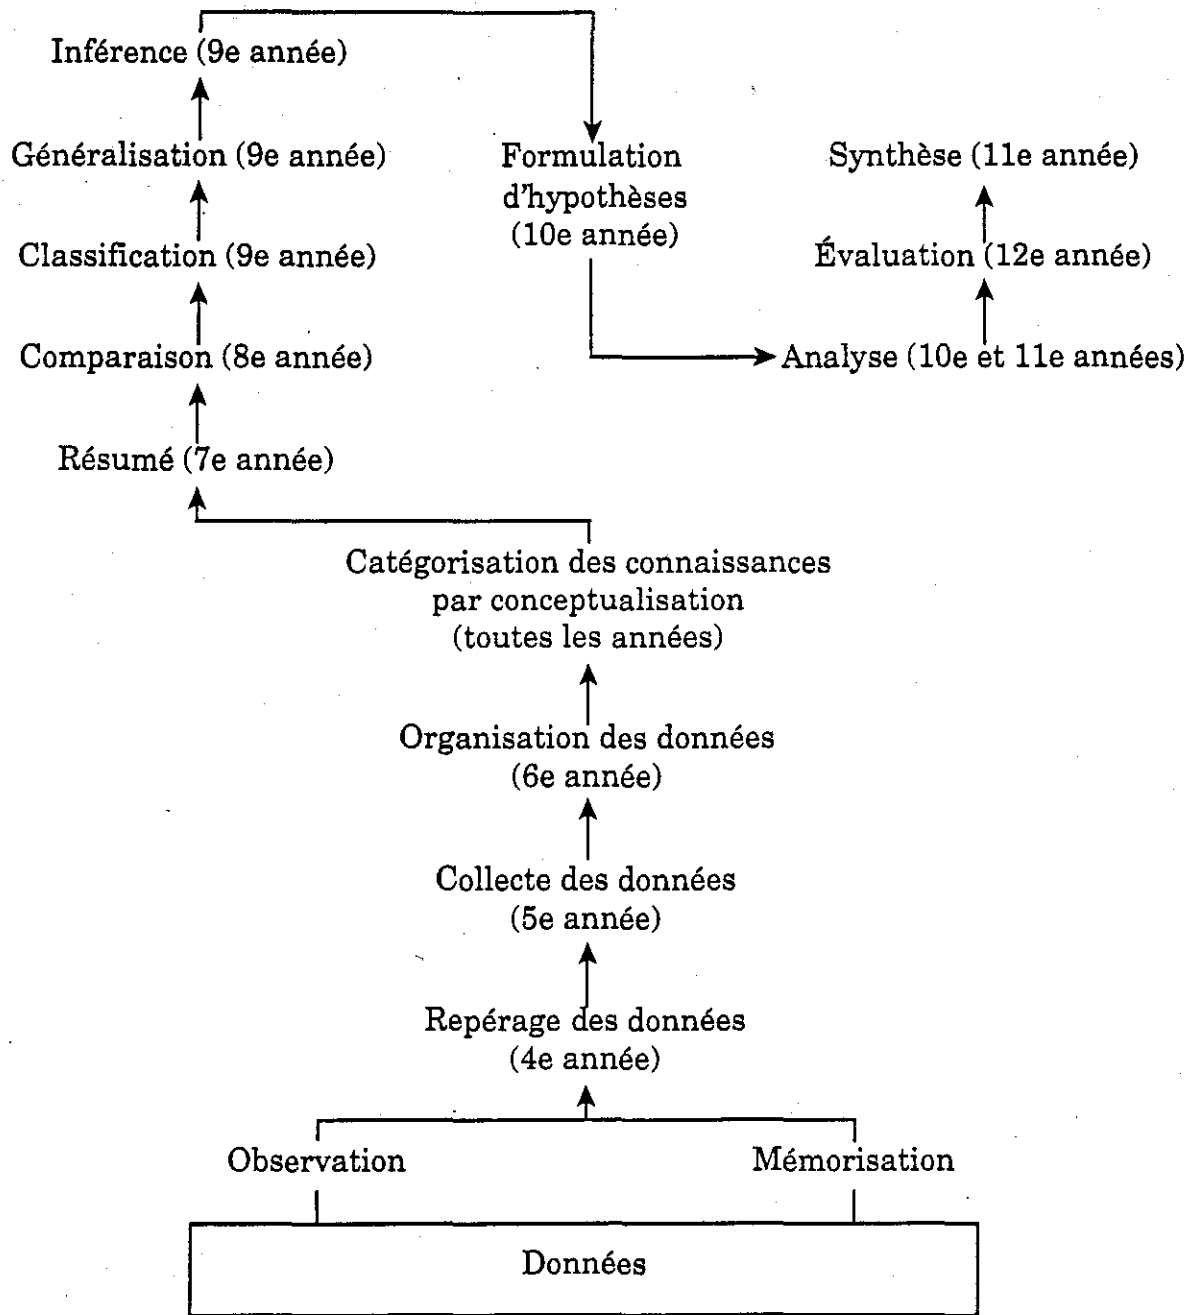 Inférence (9e année)
Généralisation (9e année)
Classification (9e année)
Comparaison (8e année)
Résumé (7e année)
Formulation
d'hypothèses
(10e année)
Synthèse (11e année)
Évaluation (12e année)
Analyse (10e et 11e années)
Catégorisation des connaissances
par conceptualisation
(toutes les années)
Organisation des données
(6e année)
Collecte des données
(5e année)
Repérage des données
(4e année)
Observation
Mémorisation
Données